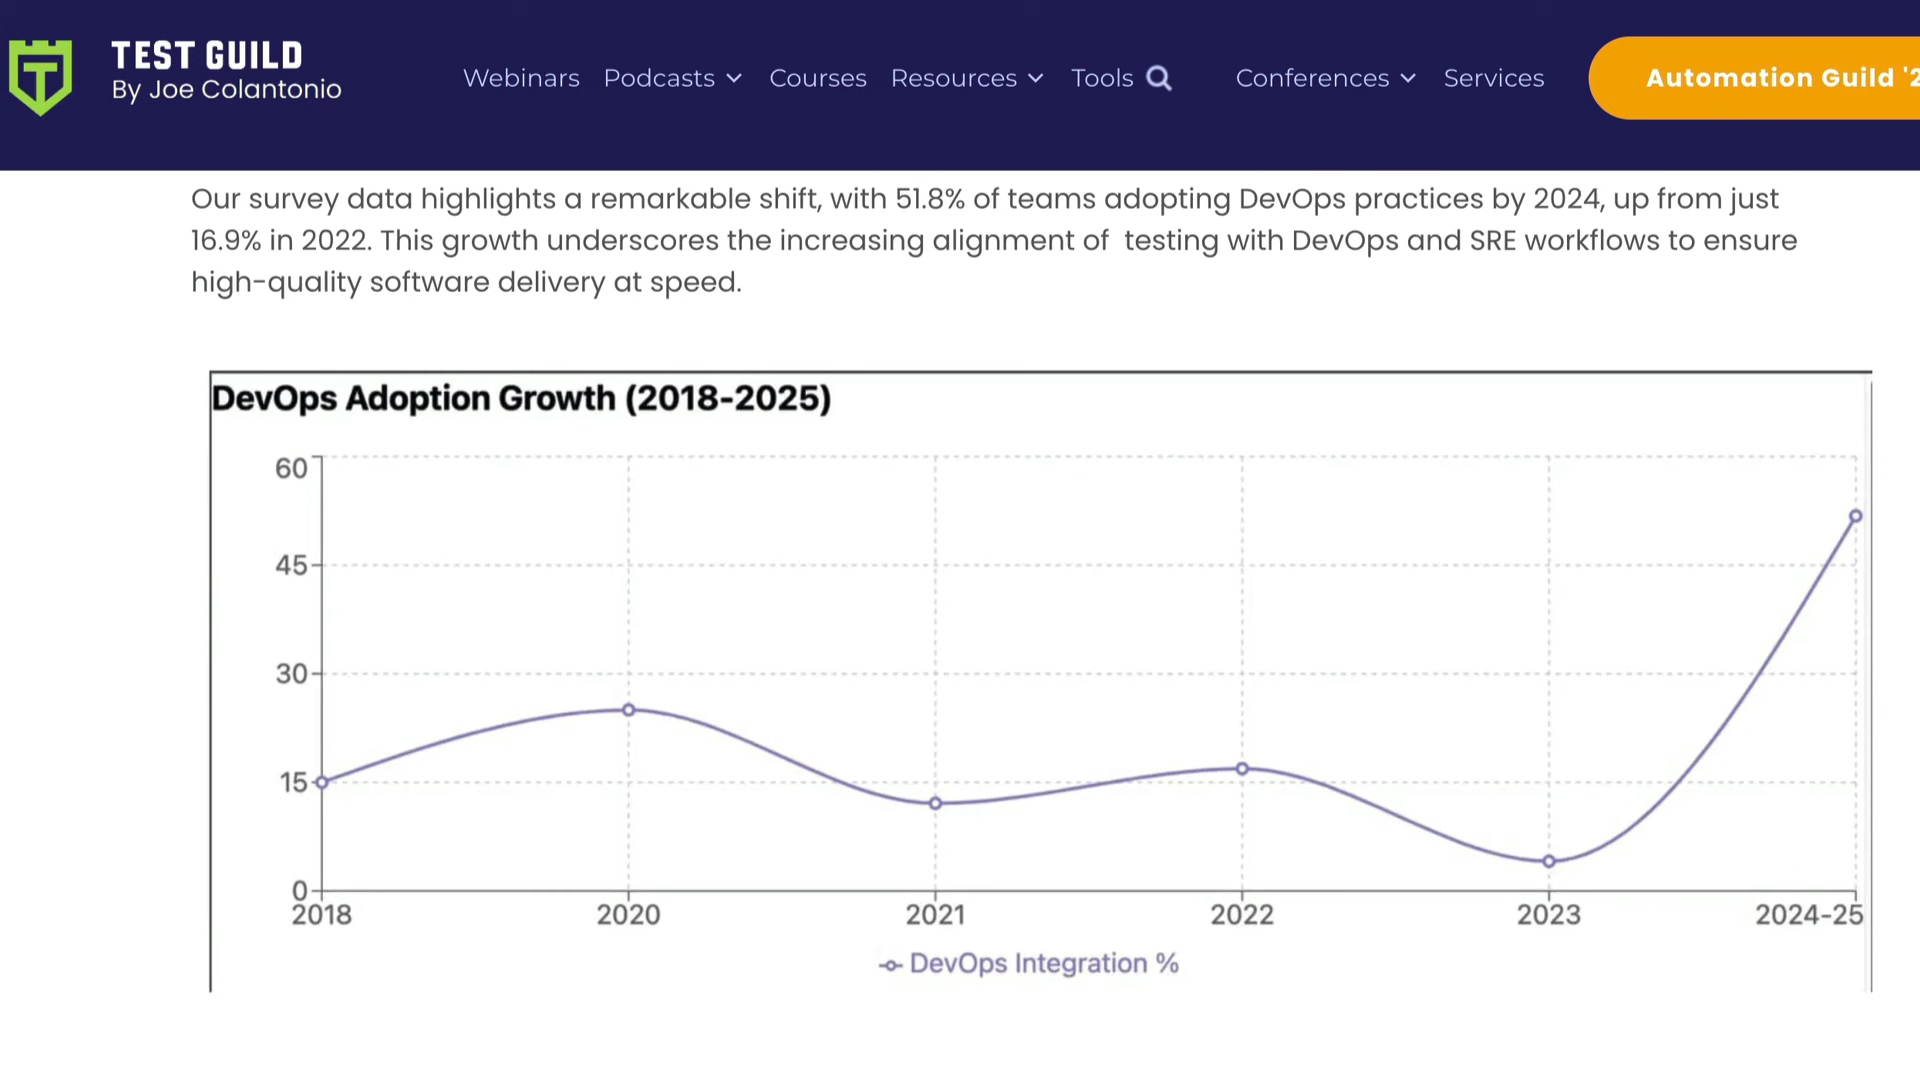 TEST GUILD
By Joe Colantonio
Webinars Podcasts Courses Resources Tools Conferences Services Automation Guild '2
Our survey data highlights a remarkable shift, with 51.8% of teams adopting DevOps practices by 2024, up from just
16.9% in 2022. This growth underscores the increasing alignment of testing with DevOps and SRE workflows to ensure
high-quality software delivery at speed.
DevOps Adoption Growth (2018-2025)
60
45
30
15
0
2018 2020 2021 2022 2023 2024-25
DevOps Integration %